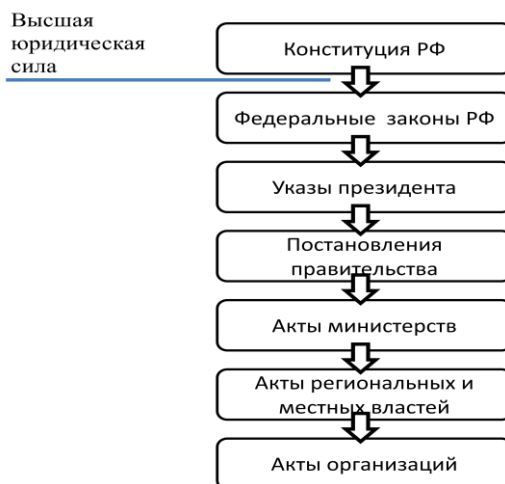 Высшая
юридическая
сила
Конституция РФ
Федеральные законы РФ
Указы президента
Постановления
правительства
Акты министерств
Акты региональных и
местных властей
Акты организаций